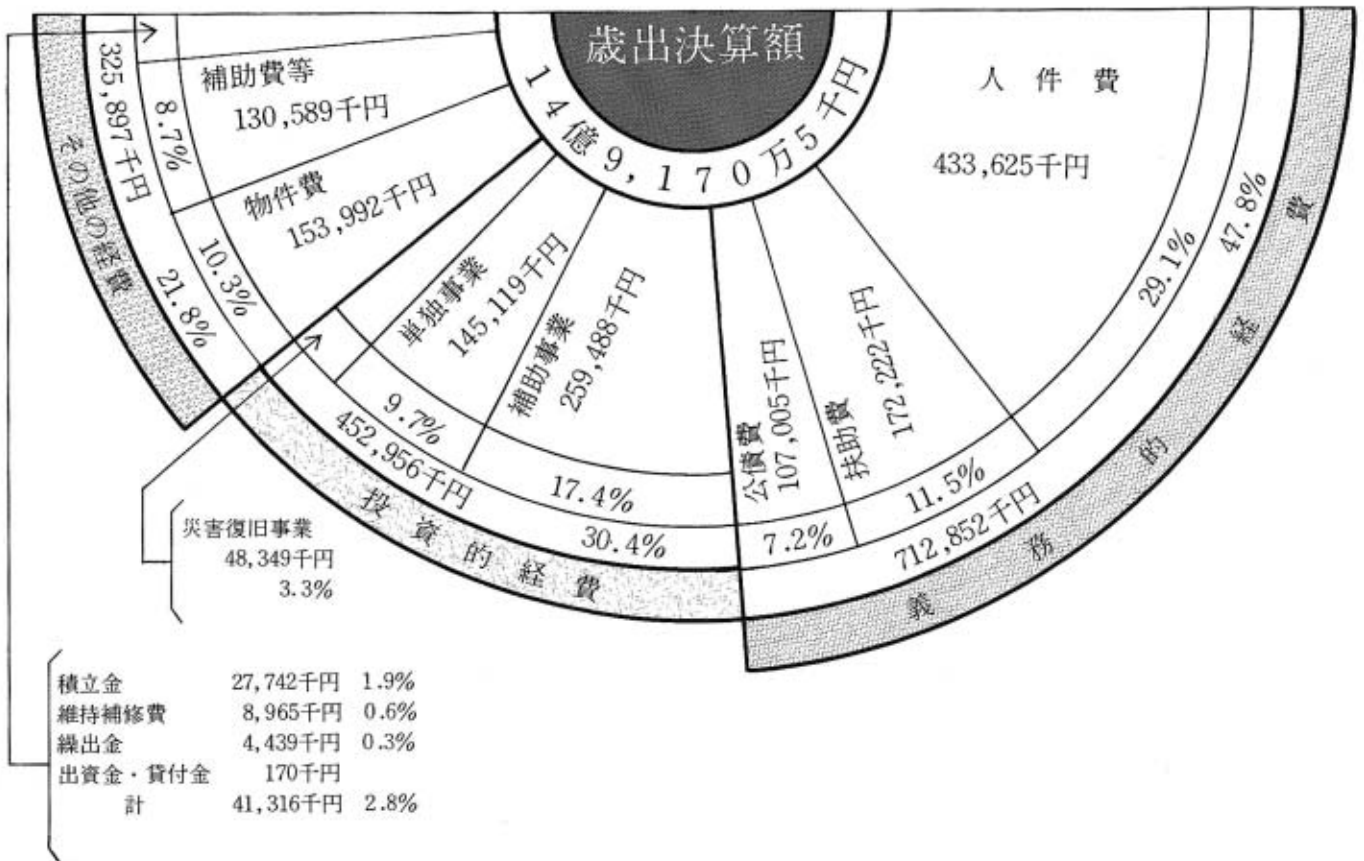 歳出決算額
14億9,170万5千円
人件費
433,625千円
29.1%
47.8%
義務的経費
712,852千円
扶助費
172,222千円
11.5%
公債費
107,005千円
7.2%
補助事業
259,488千円
17.4%
単独事業
145,119千円
9.7%
452,956千円
30.4%
投資的経費
物件費
153,992千円
10.3%
補助費等
130,589千円
8.7%
325,897千円
21.8%
その他の経費
災害復旧事業
48,349千円
3.3%
積立金 27,742千円 1.9%
維持補修費 8,965千円 0.6%
繰出金 4,439千円 0.3%
出資金・貸付金 170千円
計 41,316千円 2.8%